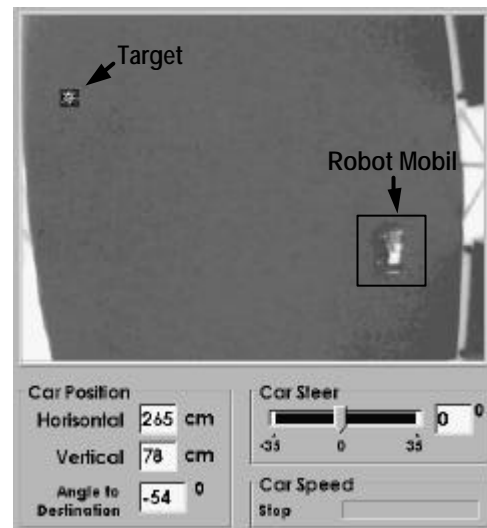 Target
Robot Mobil
Car Position
Horisontal 265 cm
Vertical 78 cm
Angle to
Destination -54 0
Car Steer
0 0
-35 0 35
Car Speed
Stop